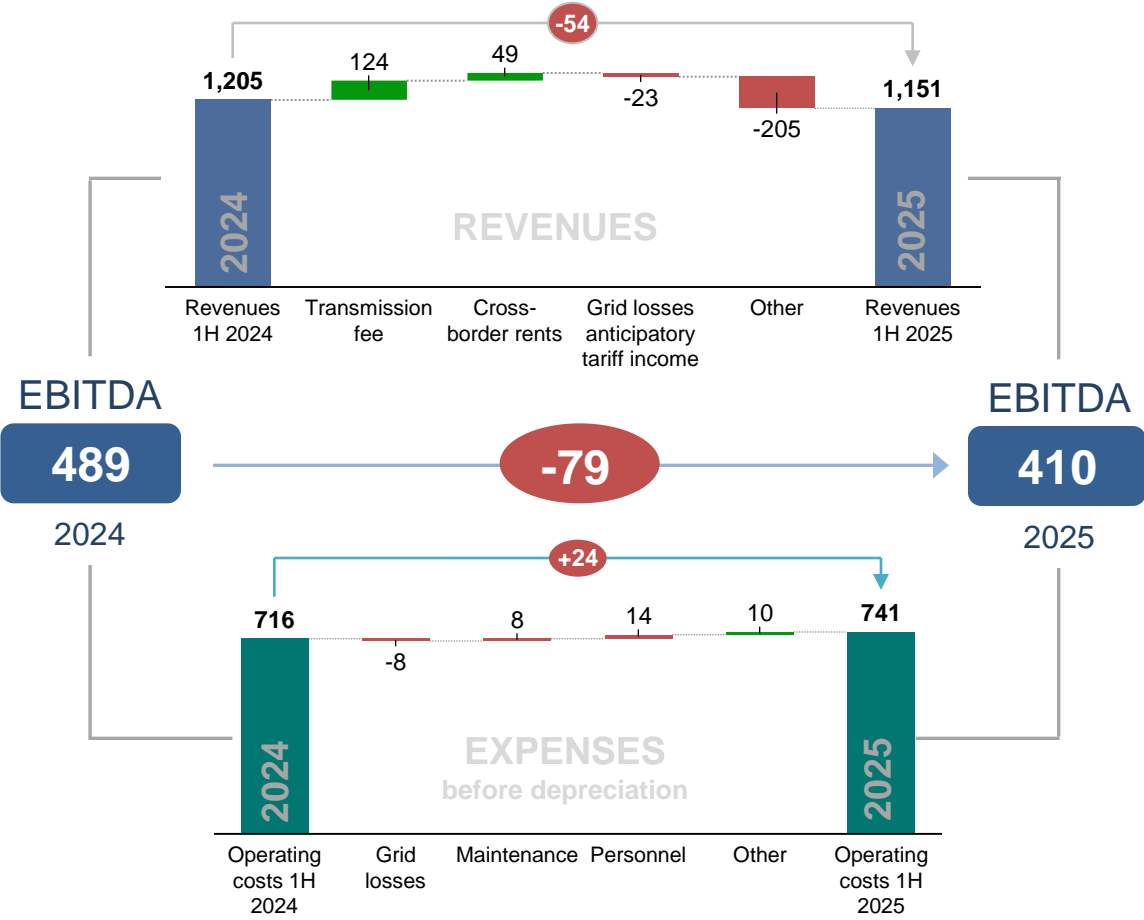 -54
1,205
124
49
-23
-205
1,151
2024
2025
REVENUES
Revenues
1H 2024
Transmission
fee
Cross-
border rents
Grid losses
anticipatory
tariff income
Other
Revenues
1H 2025
EBITDA
489
2024
-79
EBITDA
410
2025
+24
716
-8
8
14
10
741
2024
2025
EXPENSES
before depreciation
Operating
costs 1H
2024
Grid
losses
Maintenance
Personnel
Other
Operating
costs 1H
2025